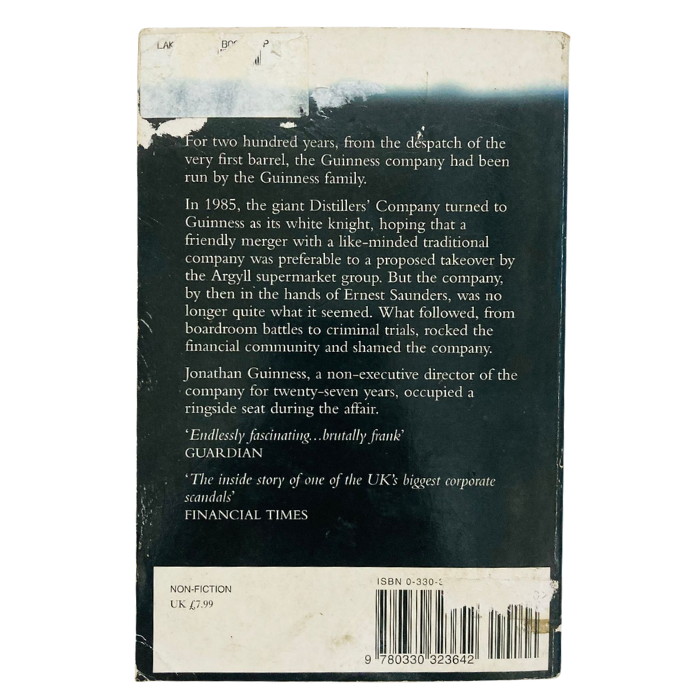 For two hundred years, from the despatch of the
very first barrel, the Guinness company had been
run by the Guinness family.
In 1985, the giant Distillers' Company turned to
Guinness as its white knight, hoping that a
friendly merger with a like-minded traditional
company was preferable to a proposed takeover by
the Argyll supermarket group. But the company,
by then in the hands of Ernest Saunders, was no
longer quite what it seemed. What followed, from
boardroom battles to criminal trials, rocked the
financial community and shamed the company.
Jonathan Guinness, a non-executive director of the
company for twenty-seven years, occupied a
ringside seat during the affair.
‘Endlessly fascinating…brutally frank’
GUARDIAN
‘The inside story of one of the UK's biggest corporate
scandals’
FINANCIAL TIMES
NON-FICTION
UK £7.99
ISBN 0-330-
9 780330 323642